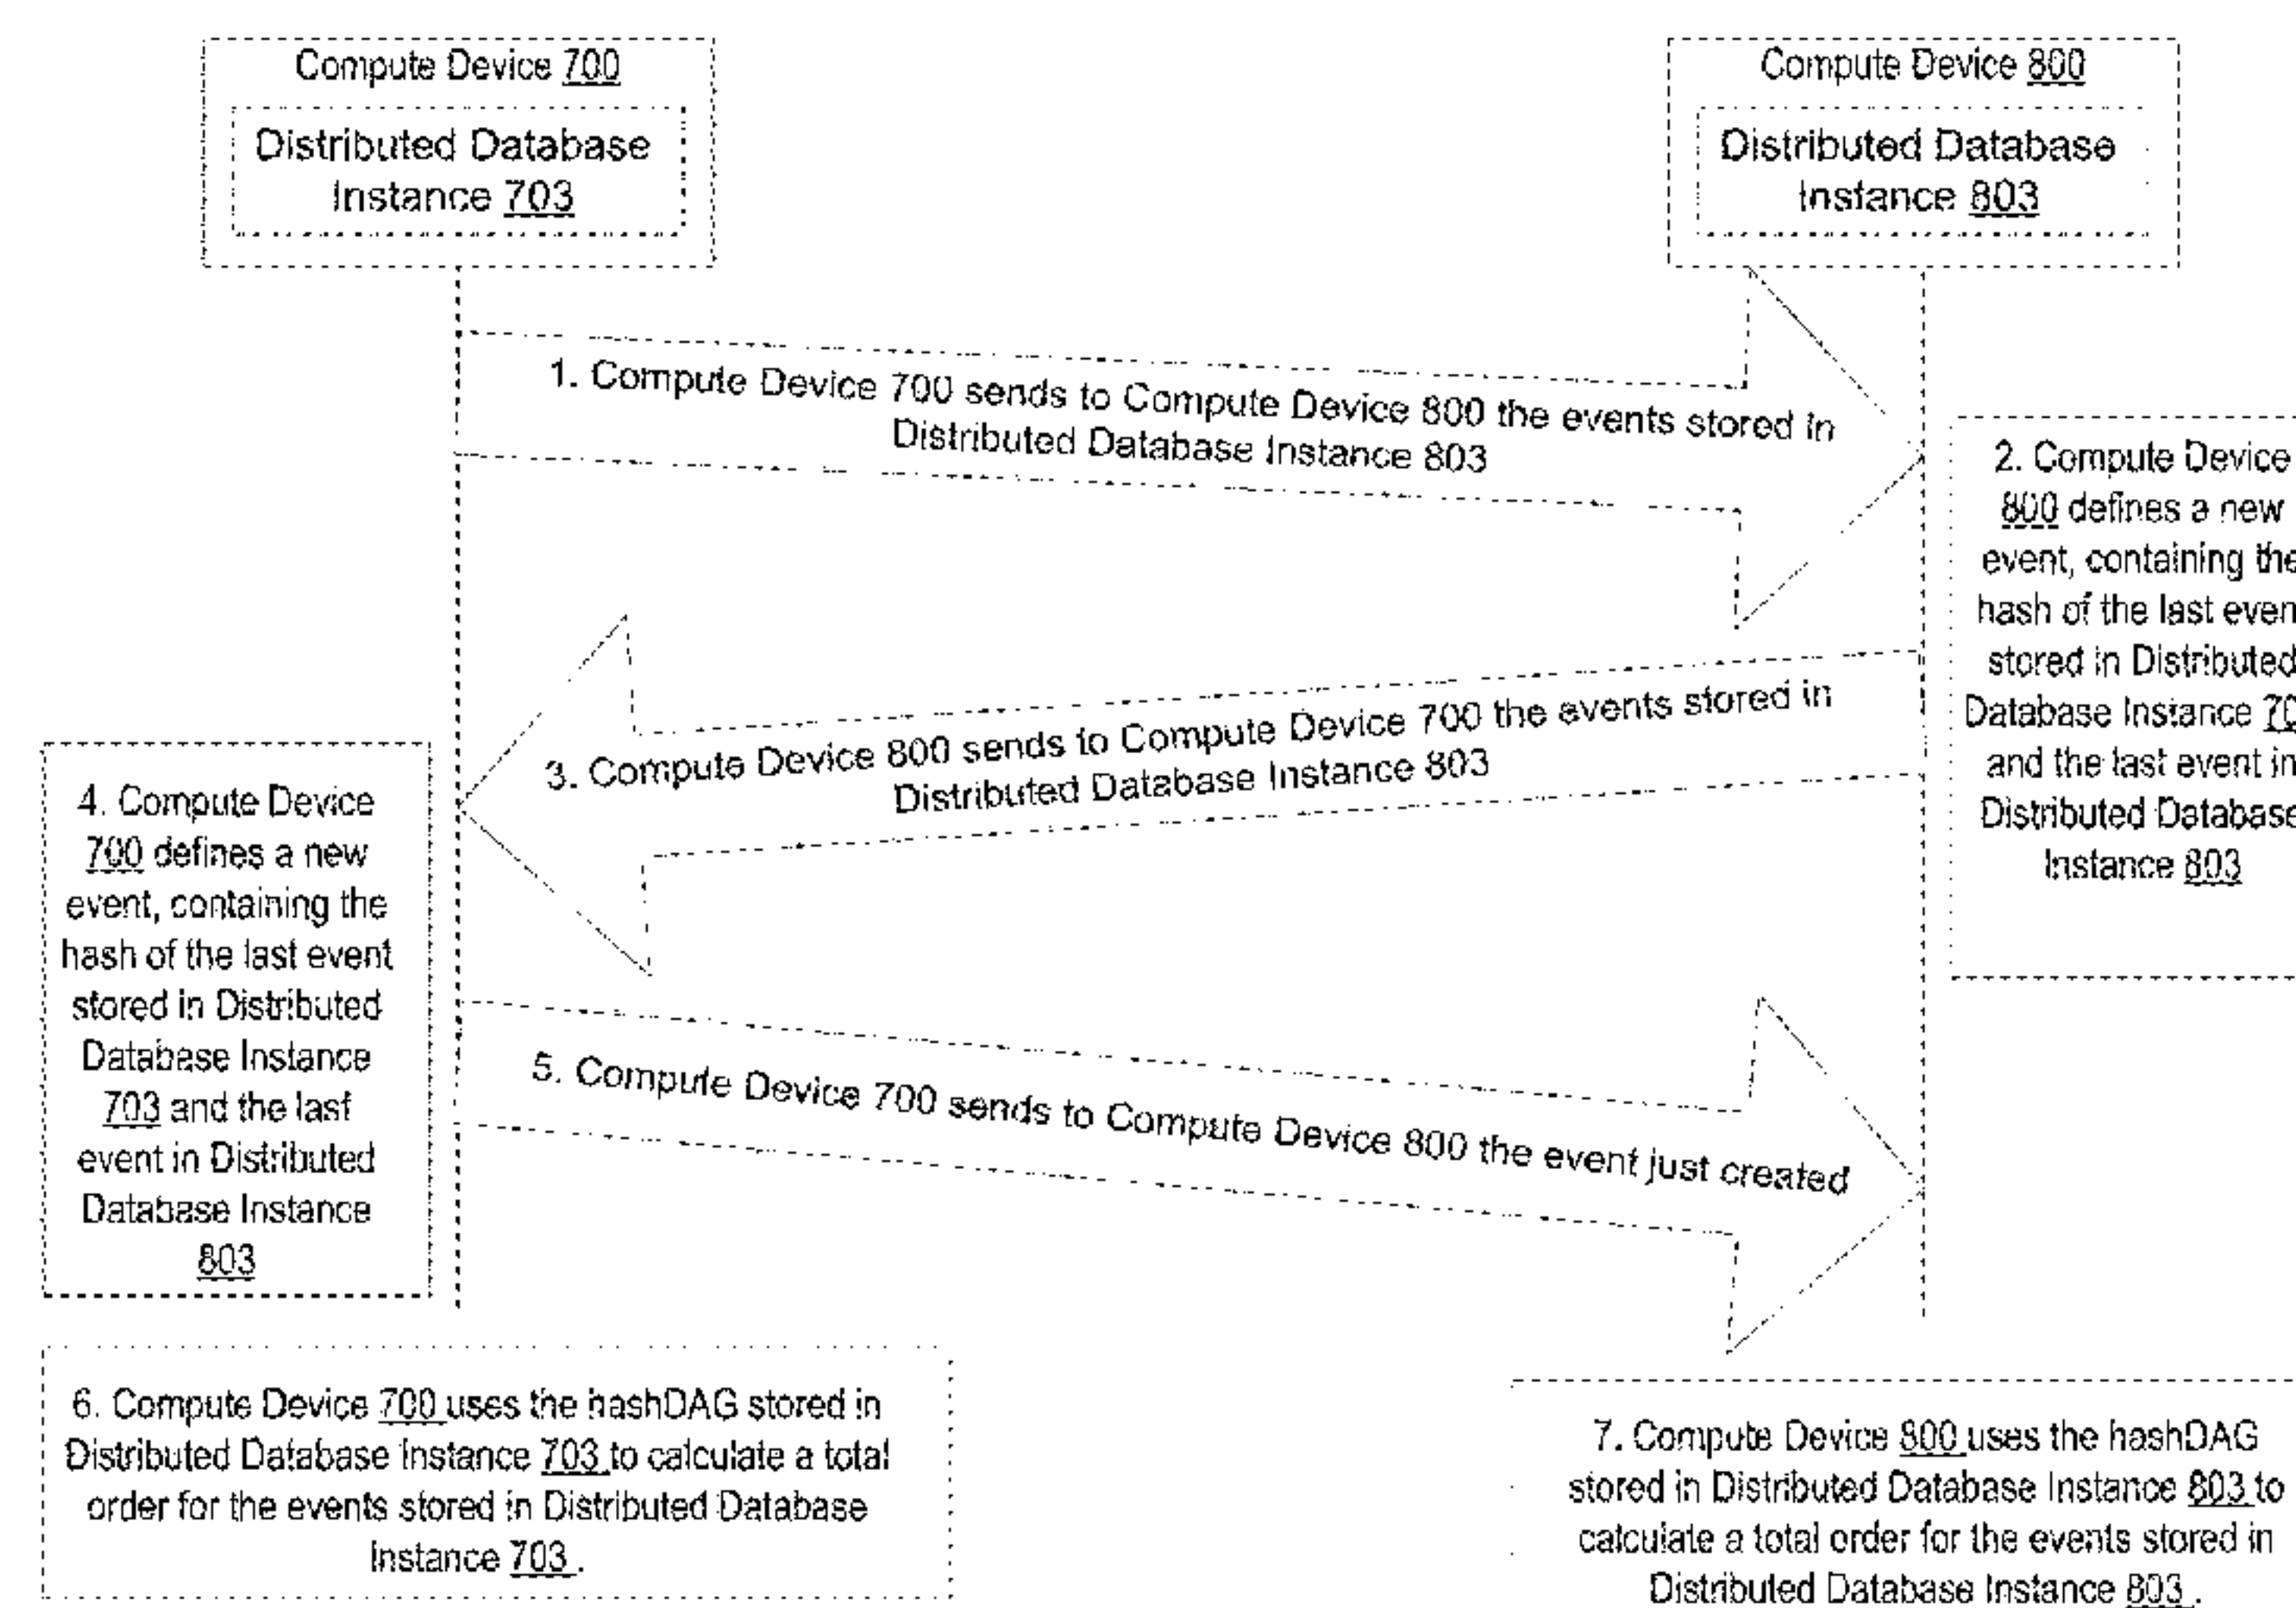 Compute Device 700
Distributed Database
Instance 703
Compute Device 800
Distributed Database
Instance 803
1. Compute Device 700 sends to Compute Device 800 the events stored in
Distributed Database Instance 803
2. Compute Device
800 defines a new
event, containing the
hash of the last even
stored in Distributed
Database Instance 70
and the last event in
Distributed Database
Instance 803
3. Compute Device 800 sends to Compute Device 700 the events stored in
Distributed Database Instance 803
4. Compute Device
700 defines a new
event, containing the
hash of the last event
stored in Distributed
Database Instance
703 and the last
event in Distributed
Database Instance
803
5. Compute Device 700 sends to Compute Device 800 the event just created
6. Compute Device 700 uses the hashDAG stored in
Distributed Database Instance 703 to calculate a total
order for the events stored in Distributed Database
Instance 703 .
7. Compute Device 800 uses the hashDAG
stored in Distributed Database Instance 803 to
calculate a total order for the events stored in
Distributed Database Instance 803 .